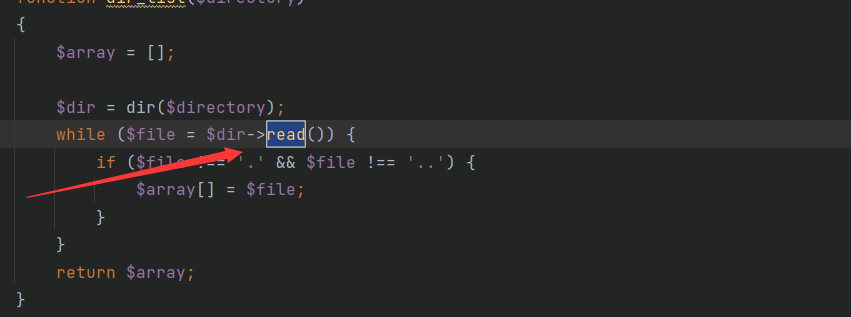 function dir_list($directory)
{
    $array = [];
    $dir = dir($directory);
    while ($file = $dir->read()) {
        if ($file !== '.' && $file !== '..') {
            $array[] = $file;
        }
    }
    return $array;
}